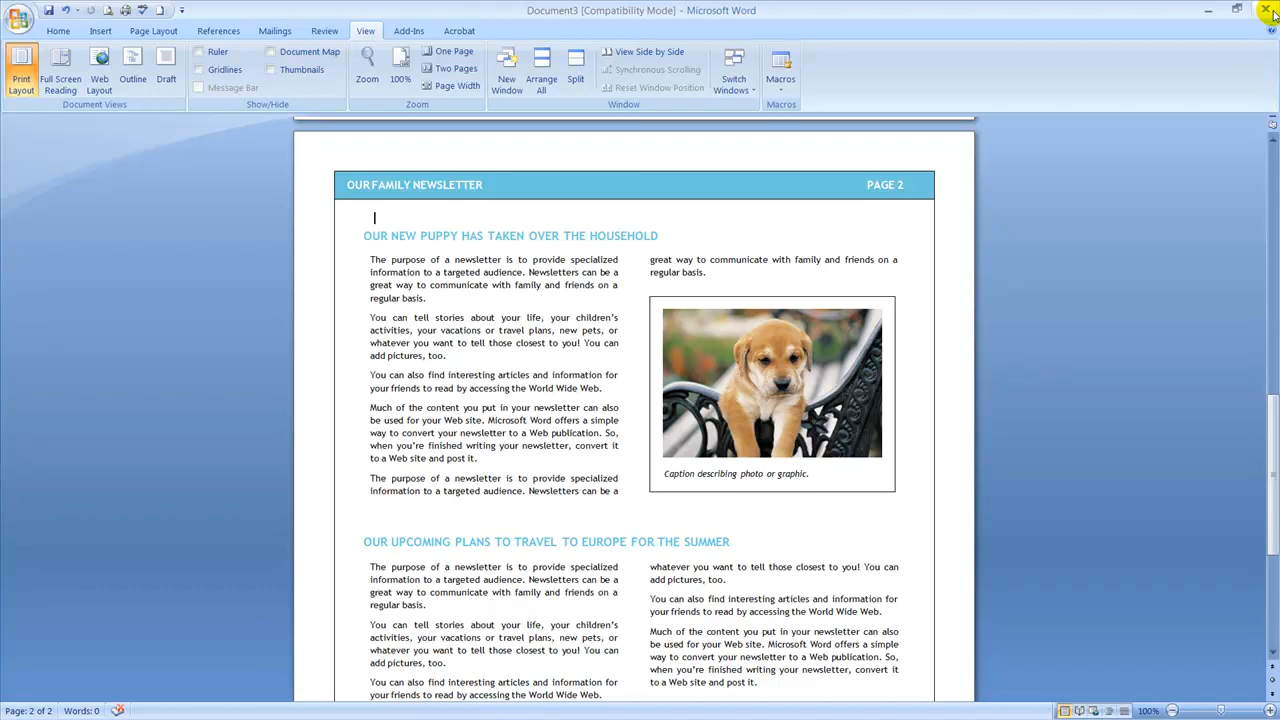 Document3 [Compatibility Mode] - Microsoft Word
Home Insert Page Layout References Mailings Review View Add-Ins Acrobat
Print Layout
Full Screen Reading
Web Layout
Outline
Draft
Document Views
Ruler
Gridlines
Message Bar
Document Map
Thumbnails
Show/Hide
Zoom
100%
One Page
Two Pages
Page Width
Zoom
New Window
Arrange All
Split
View Side by Side
Synchronous Scrolling
Reset Window Position
Switch Windows
Window
Macros
Macros
OUR FAMILY NEWSLETTER PAGE 2
OUR NEW PUPPY HAS TAKEN OVER THE HOUSEHOLD
The purpose of a newsletter is to provide specialized
information to a targeted audience. Newsletters can be a
great way to communicate with family and friends on a
regular basis.
You can tell stories about your life, your children's
activities, your vacations or travel plans, new pets, or
whatever you want to tell those closest to you! You can
add pictures, too.
You can also find interesting articles and information for
your friends to read by accessing the World Wide Web.
Much of the content you put in your newsletter can also
be used for your Web site. Microsoft Word offers a simple
way to convert your newsletter to a Web publication. So,
when you're finished writing your newsletter, convert it
to a Web site and post it.
The purpose of a newsletter is to provide specialized
information to a targeted audience. Newsletters can be a
great way to communicate with family and friends on a
regular basis.
Caption describing photo or graphic.
OUR UPCOMING PLANS TO TRAVEL TO EUROPE FOR THE SUMMER
The purpose of a newsletter is to provide specialized
information to a targeted audience. Newsletters can be a
great way to communicate with family and friends on a
regular basis.
You can tell stories about your life, your children's
activities, your vacations or travel plans, new pets, or
whatever you want to tell those closest to you! You can
add pictures, too.
You can also find interesting articles and information for
your friends to read by accessing the World Wide Web.
whatever you want to tell those closest to you! You can
add pictures, too.
You can also find interesting articles and information for
your friends to read by accessing the World Wide Web.
Much of the content you put in your newsletter can also
be used for your Web site. Microsoft Word offers a simple
way to convert your newsletter to a Web publication. So,
when you're finished writing your newsletter, convert it
to a Web site and post it.
Page: 2 of 2 Words: 0 100%